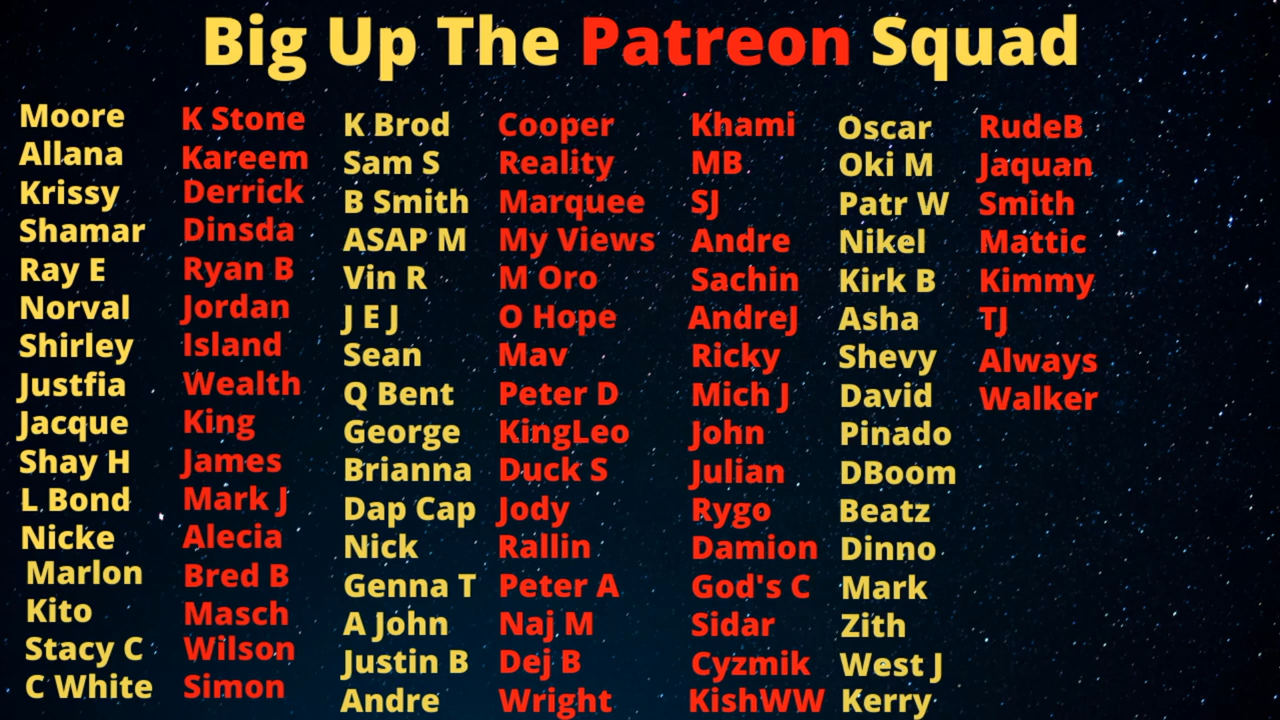 Big Up The Patreon Squad
Moore
Allana
Krissy
Shamar
Ray E
Norval
Shirley
Justfia
Jacque
Shay H
L Bond
Nicke
Marlon
Kito
Stacy C
C White
K Stone
Kareem
Derrick
Dinsda
Ryan B
Jordan
Island
Wealth
King
James
Mark J
Alecia
Bred B
Masch
Wilson
Simon
K Brod
Sam S
B Smith
ASAP M
Vin R
J E J
Sean
Q Bent
George
Brianna
Dap Cap
Nick
Genna T
A John
Justin B
Andre
Cooper
Reality
Marquee
My Views
M Oro
O Hope
Mav
Peter D
KingLeo
Duck S
Jody
Rallin
Peter A
Naj M
Dej B
Wright
Khami
MB
SJ
Andre
Sachin
AndreJ
Ricky
Mich J
John
Julian
Rygo
Damion
God's C
Sidar
Cyzmik
KishWW
Oscar
Oki M
Patr W
Nikel
Kirk B
Asha
Shevy
David
Pinado
DBoom
Beatz
Dinno
Mark
Zith
West J
Kerry
RudeB
Jaquan
Smith
Mattic
Kimmy
TJ
Always
Walker